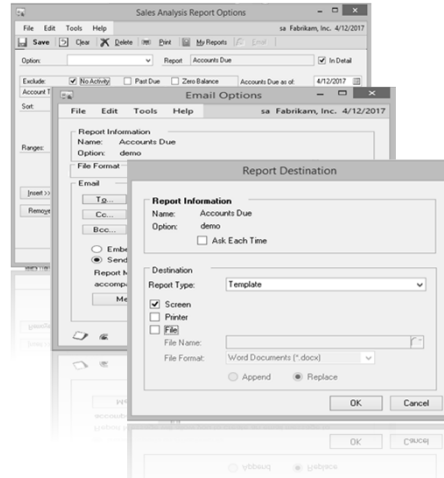 Sales Analysis Report Options
File Edit Tools Help sa Fabrikam, Inc. 4/12/2017
Save Clear Delete Print My Reports Email
Option: Report Accounts Due In Detail
Exclude: No Activity Past Due Zero Balance Accounts Due as of: 4/12/2017
Account T
Sort:
Ranges:
Insert >>
Remove
Email Options
File Edit Tools Help sa Fabrikam, Inc. 4/12/2017
Report Information
Name: Accounts Due
Option: demo
File Format
Email
To...
Cc...
Bcc...
Embe
Send
Report M
accompa
Me
Report Destination
Report Information
Name: Accounts Due
Option: demo
Ask Each Time
Destination
Report Type: Template
Screen
Printer
File
File Name:
File Format: Word Documents (*.docx)
Append Replace
OK Cancel